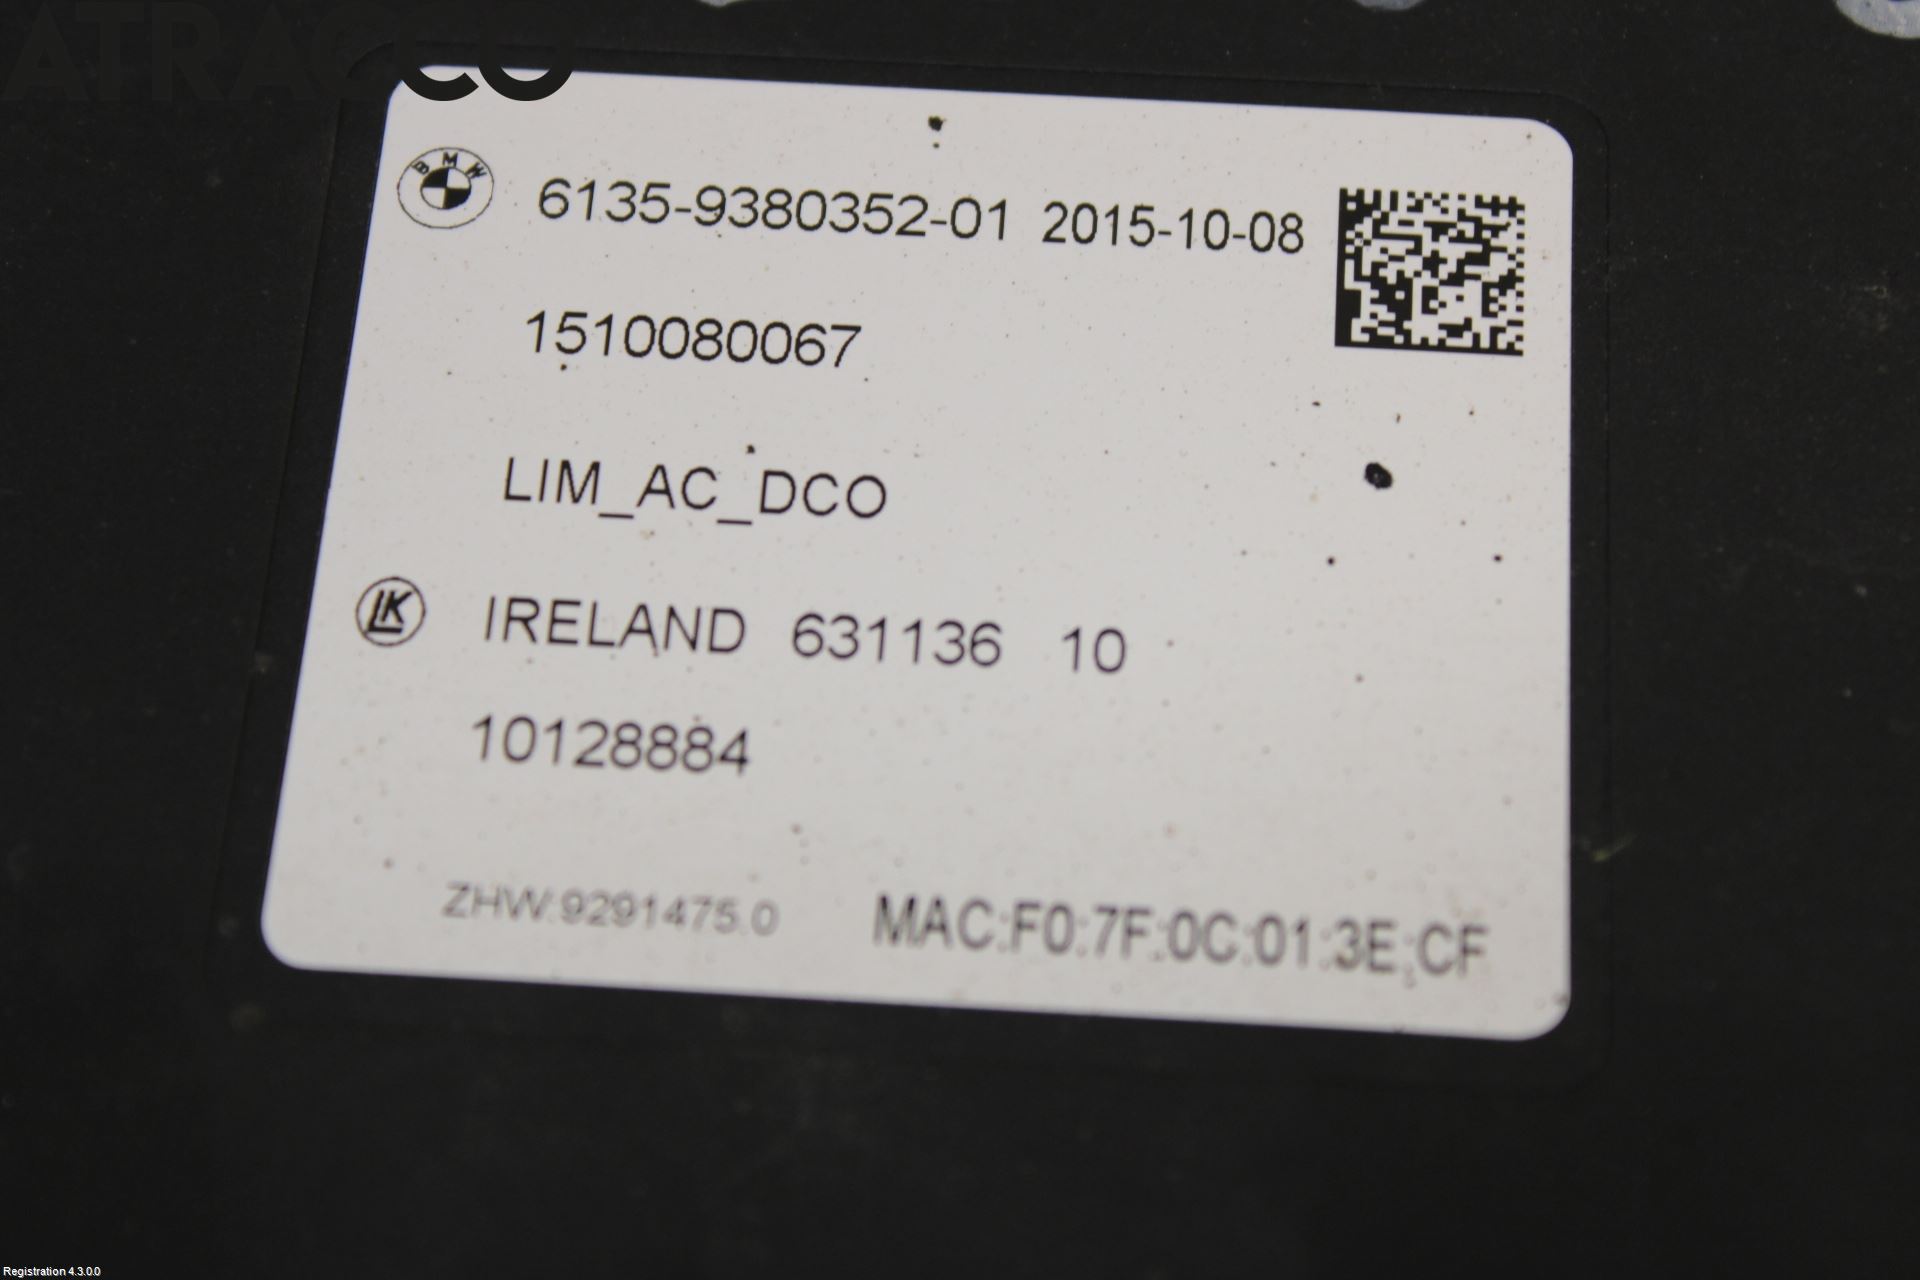 ATRACCO
BMW 6135-9380352-01 2015-10-08
1510080067
LIM_AC_DCO
LK IRELAND 631136 10
10128884
ZHW:9291475.0 MAC:F0:7F:0C:01:3E:CF
Registration 4.3.0.0